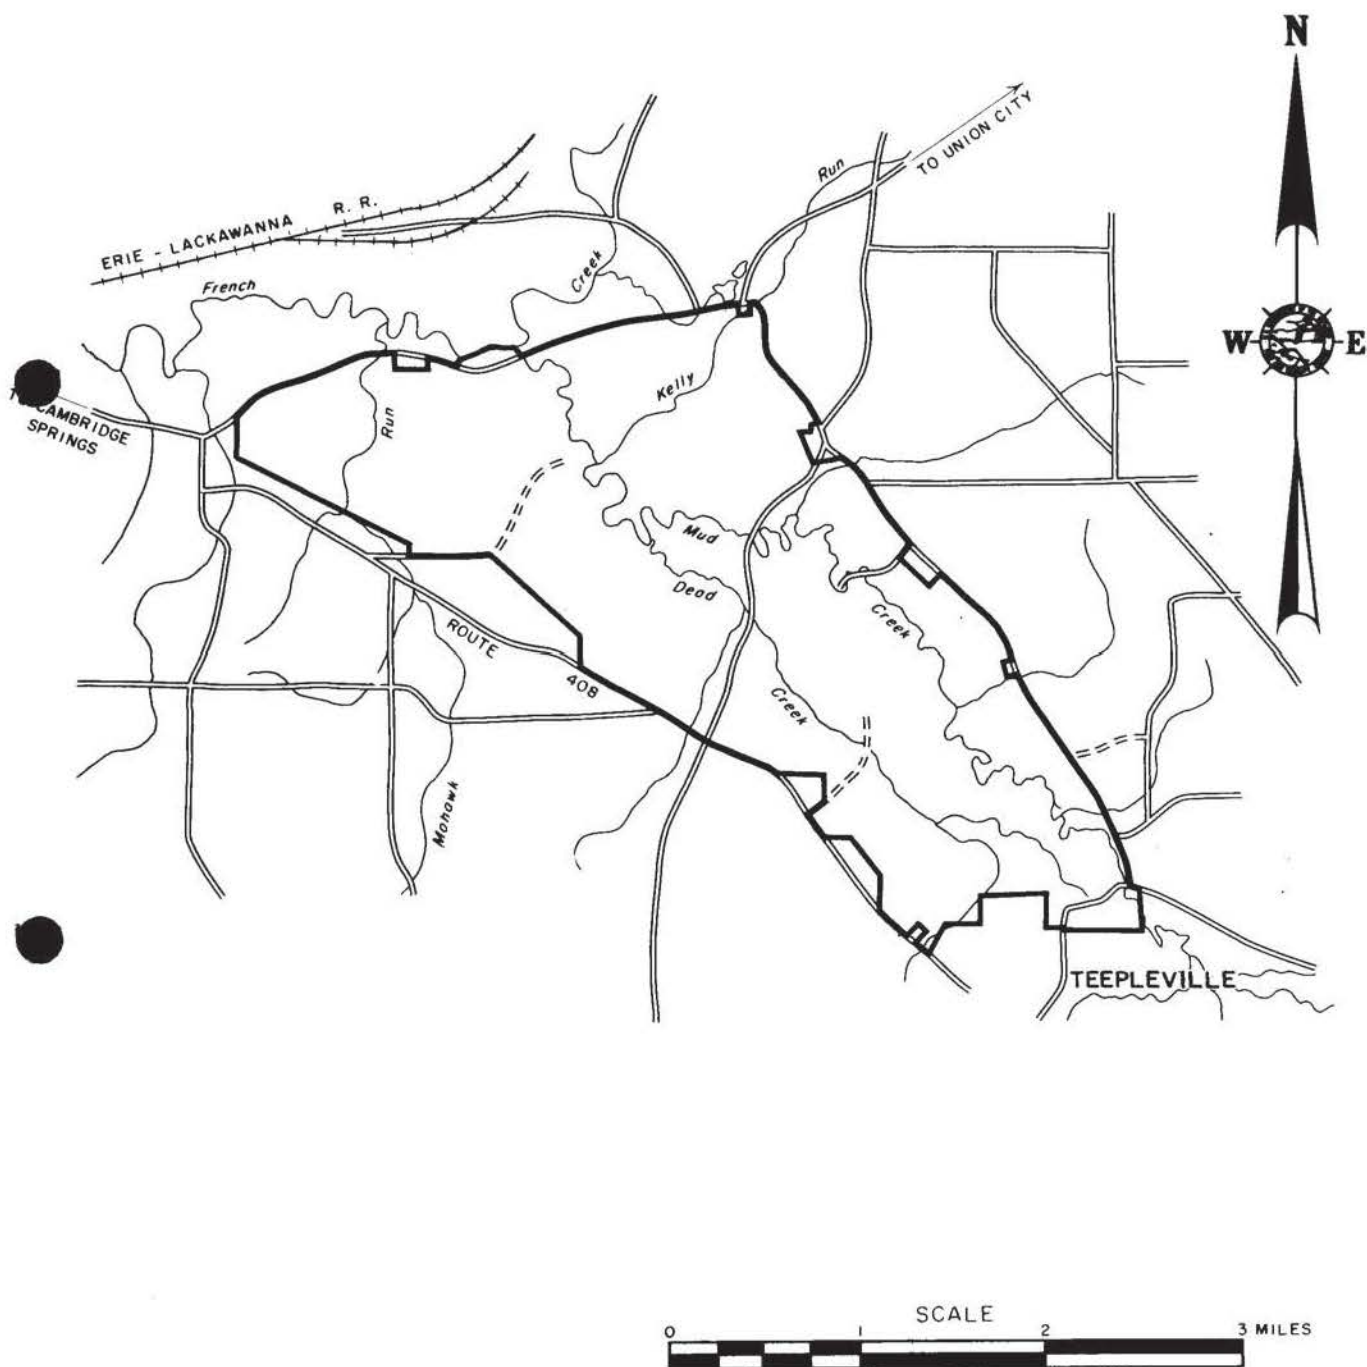 N
TO UNION CITY
Run
ERIE - LACKAWANNA R. R.
Creek
French
W E
Kelly
CAMBRIDGE
SPRINGS
Run
Mud
Dead
Creek
ROUTE 408
Creek
Mohawk
TEEPLEVILLE
SCALE
0 1 2 3 MILES